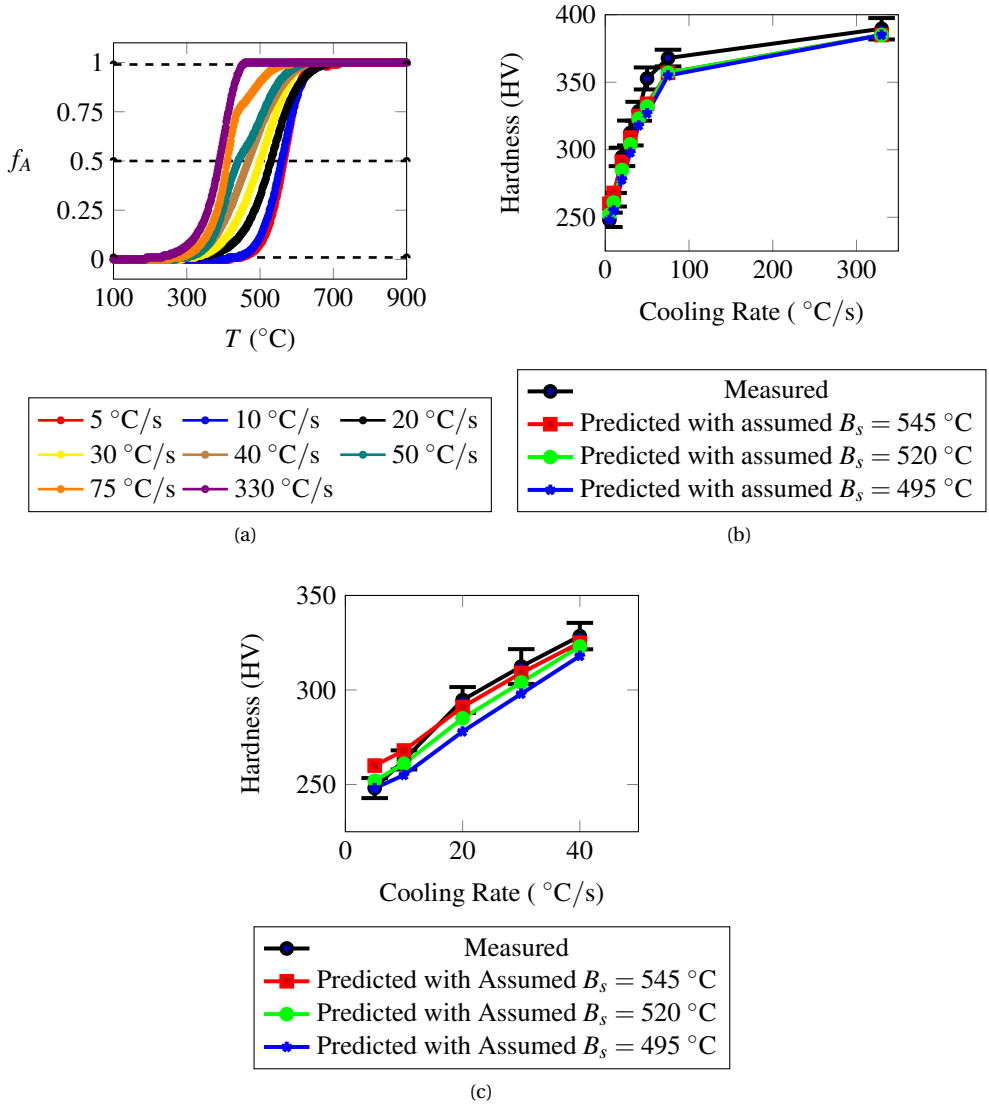 1
0.75
0.5
0.25
0
f_A
100 300 500 700 900
T (°C)
5 °C/s 10 °C/s 20 °C/s
30 °C/s 40 °C/s 50 °C/s
75 °C/s 330 °C/s
(a)
400
350
300
250
Hardness (HV)
0 100 200 300
Cooling Rate ( °C/s)
Measured
Predicted with assumed B_s = 545 °C
Predicted with assumed B_s = 520 °C
Predicted with assumed B_s = 495 °C
(b)
350
300
250
Hardness (HV)
0 20 40
Cooling Rate ( °C/s)
Measured
Predicted with Assumed B_s = 545 °C
Predicted with Assumed B_s = 520 °C
Predicted with Assumed B_s = 495 °C
(c)